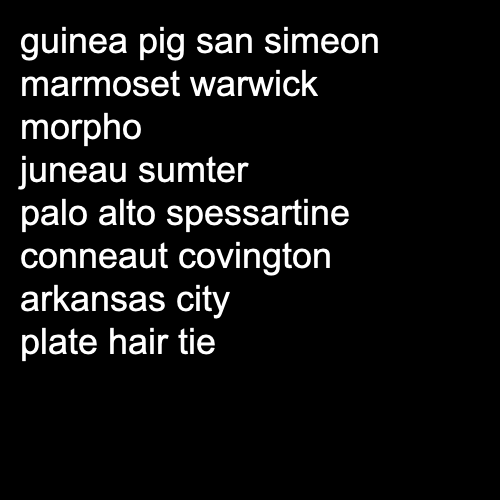 guinea pig san simeon
marmoset warwick
morpho
juneau sumter
palo alto spessartine
conneaut covington
arkansas city
plate hair tie